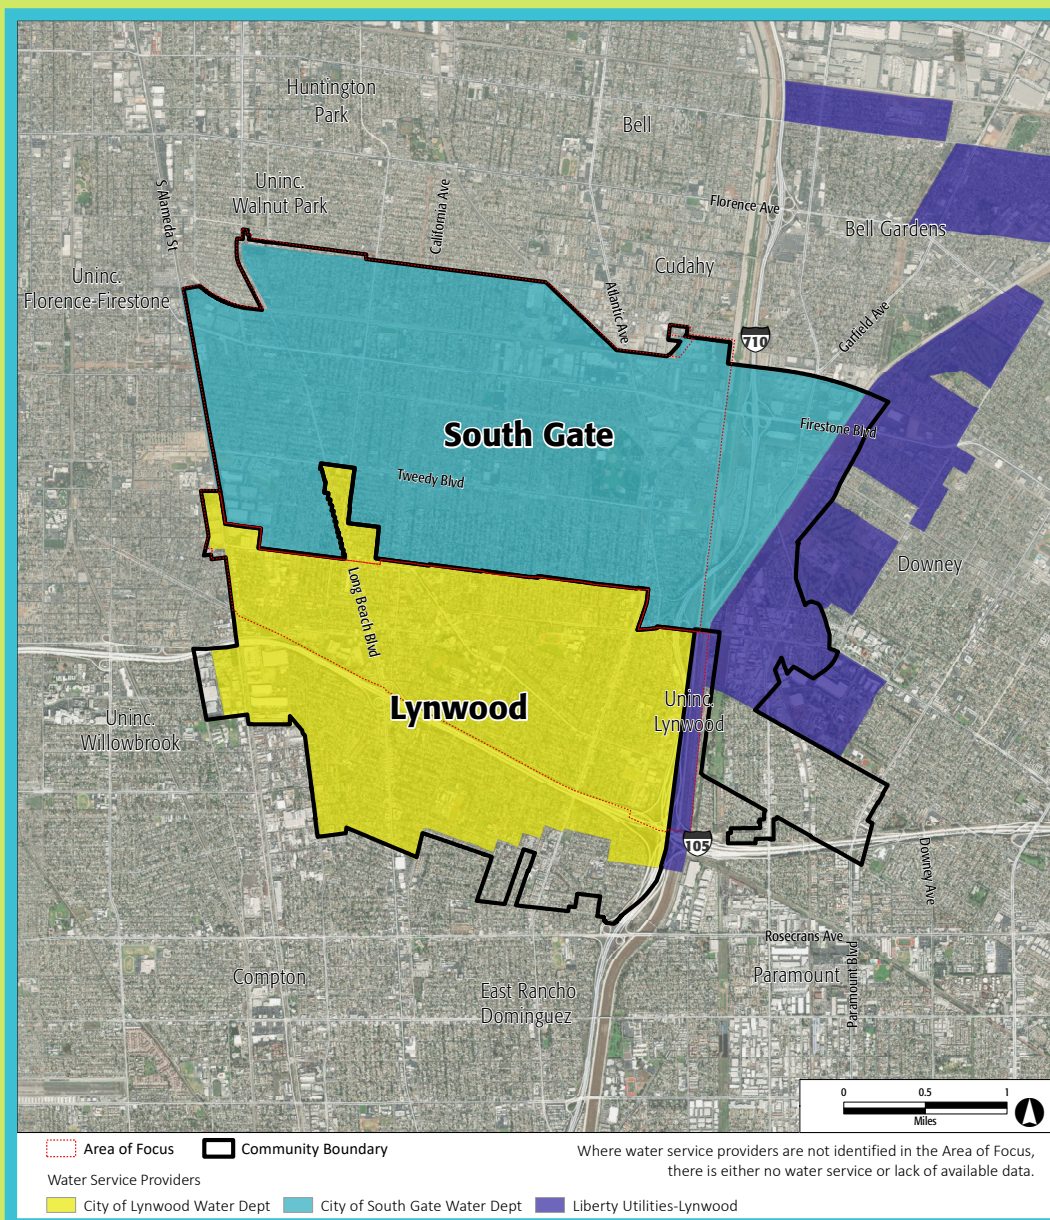 Huntington
Park
Bell
Uninc.
Walnut Park
S Alameda St
California Ave
Florence Ave
Bell Gardens
Cudahy
Uninc.
Florence-Firestone
Atlantic Ave
Garfield Ave
710
South Gate
Firestone Blvd
Tweedy Blvd
Downey
Long Beach Blvd
Lynwood
Uninc.
Lynwood
Uninc.
Willowbrook
105
Downey Ave
Rosecrans Ave
Paramount
Paramount Blvd
Compton
East Rancho
Dominguez
0 0.5 1
Miles
Area of Focus
Community Boundary
Where water service providers are not identified in the Area of Focus,
there is either no water service or lack of available data.
Water Service Providers
City of Lynwood Water Dept
City of South Gate Water Dept
Liberty Utilities-Lynwood